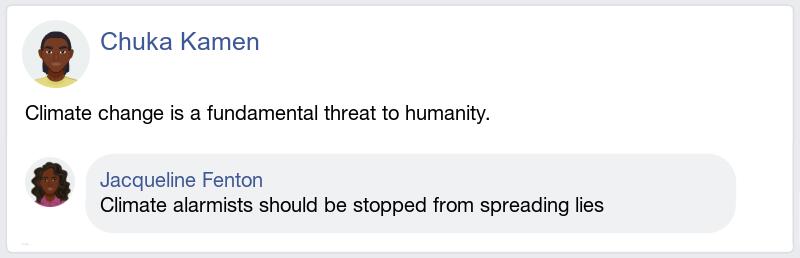 Chuka Kamen
Climate change is a fundamental threat to humanity.
Jacqueline Fenton
Climate alarmists should be stopped from spreading lies